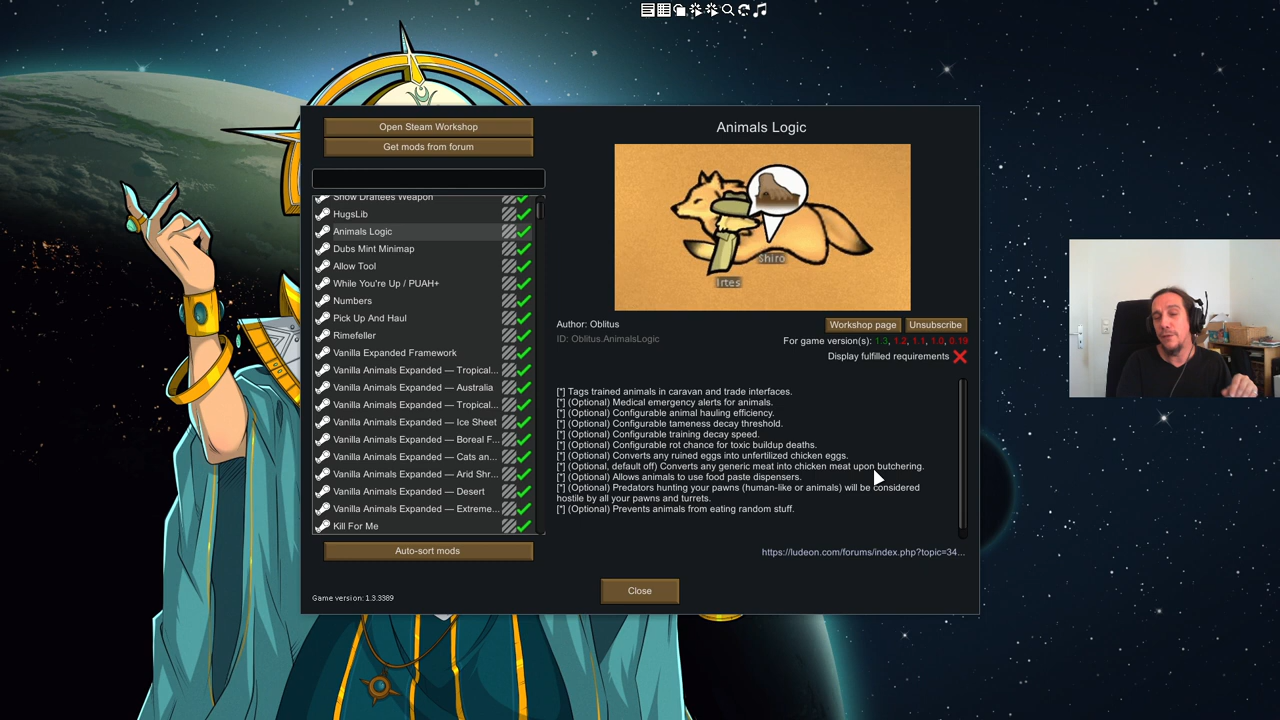 Open Steam Workshop
Get mods from forum
Show Draftees Weapon
HugsLib
Animals Logic
Dubs Mint Minimap
Allow Tool
While You're Up / PUAH+
Numbers
Pick Up And Haul
Rimefeller
Vanilla Expanded Framework
Vanilla Animals Expanded — Tropical...
Vanilla Animals Expanded — Australia
Vanilla Animals Expanded — Tropical...
Vanilla Animals Expanded — Ice Sheet
Vanilla Animals Expanded — Boreal F...
Vanilla Animals Expanded — Cats an...
Vanilla Animals Expanded — Arid Shr...
Vanilla Animals Expanded — Desert
Vanilla Animals Expanded — Extreme...
Kill For Me
Auto-sort mods
Game version: 1.3.3389
Animals Logic
Shiro
Irtes
Author: Oblitus
Workshop page
Unsubscribe
ID: Oblitus.AnimalsLogic
For game version(s): 1.3, 1.2, 1.1, 1.0, 0.19
Display fulfilled requirements
[*] Tags trained animals in caravan and trade interfaces.
[*] (Optional) Medical emergency alerts for animals.
[*] (Optional) Configurable animal hauling efficiency.
[*] (Optional) Configurable tameness decay threshold.
[*] (Optional) Configurable training decay speed.
[*] (Optional) Configurable rot chance for toxic buildup deaths.
[*] (Optional) Converts any ruined eggs into unfertilized chicken eggs.
[*] (Optional, default off) Converts any generic meat into chicken meat upon butchering.
[*] (Optional) Allows animals to use food paste dispensers.
[*] (Optional) Predators hunting your pawns (human-like or animals) will be considered
hostile by all your pawns and turrets.
[*] (Optional) Prevents animals from eating random stuff.
https://ludeon.com/forums/index.php?topic=34...
Close